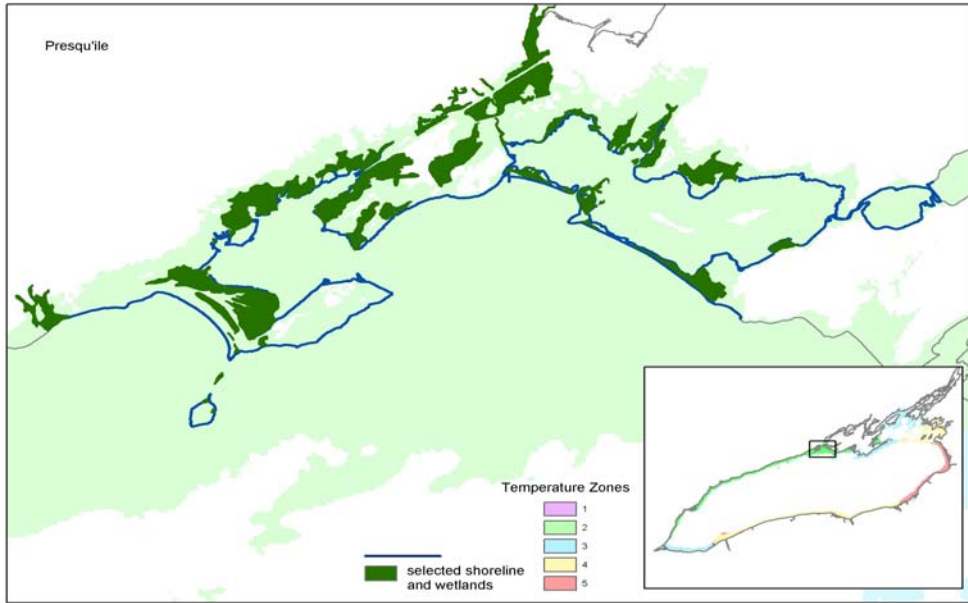 Presqu'ile
Temperature Zones
1
2
3
4
5
selected shoreline
and wetlands